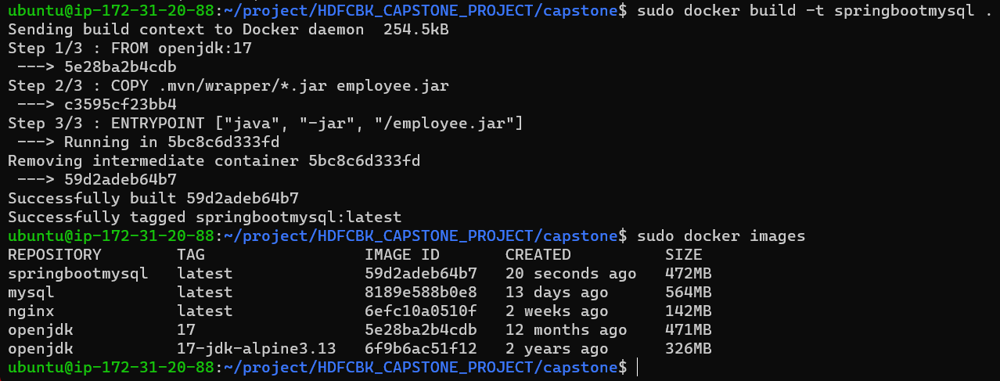 ubuntu@ip-172-31-20-88:~/project/HDFCBK_CAPSTONE_PROJECT/capstone$ sudo docker build -t springbootmysql .
Sending build context to Docker daemon  254.5kB
Step 1/3 : FROM openjdk:17
 ---> 5e28ba2b4cdb
Step 2/3 : COPY .mvn/wrapper/*.jar employee.jar
 ---> c3595cf23bb4
Step 3/3 : ENTRYPOINT ["java", "-jar", "/employee.jar"]
 ---> Running in 5bc8c6d333fd
Removing intermediate container 5bc8c6d333fd
 ---> 59d2adeb64b7
Successfully built 59d2adeb64b7
Successfully tagged springbootmysql:latest
ubuntu@ip-172-31-20-88:~/project/HDFCBK_CAPSTONE_PROJECT/capstone$ sudo docker images
REPOSITORY        TAG                 IMAGE ID       CREATED          SIZE
springbootmysql   latest              59d2adeb64b7   20 seconds ago   472MB
mysql             latest              8189e588b0e8   13 days ago      564MB
nginx             latest              6efc10a0510f   2 weeks ago      142MB
openjdk           17                  5e28ba2b4cdb   12 months ago    471MB
openjdk           17-jdk-alpine3.13   6f9b6ac51f12   2 years ago      326MB
ubuntu@ip-172-31-20-88:~/project/HDFCBK_CAPSTONE_PROJECT/capstone$